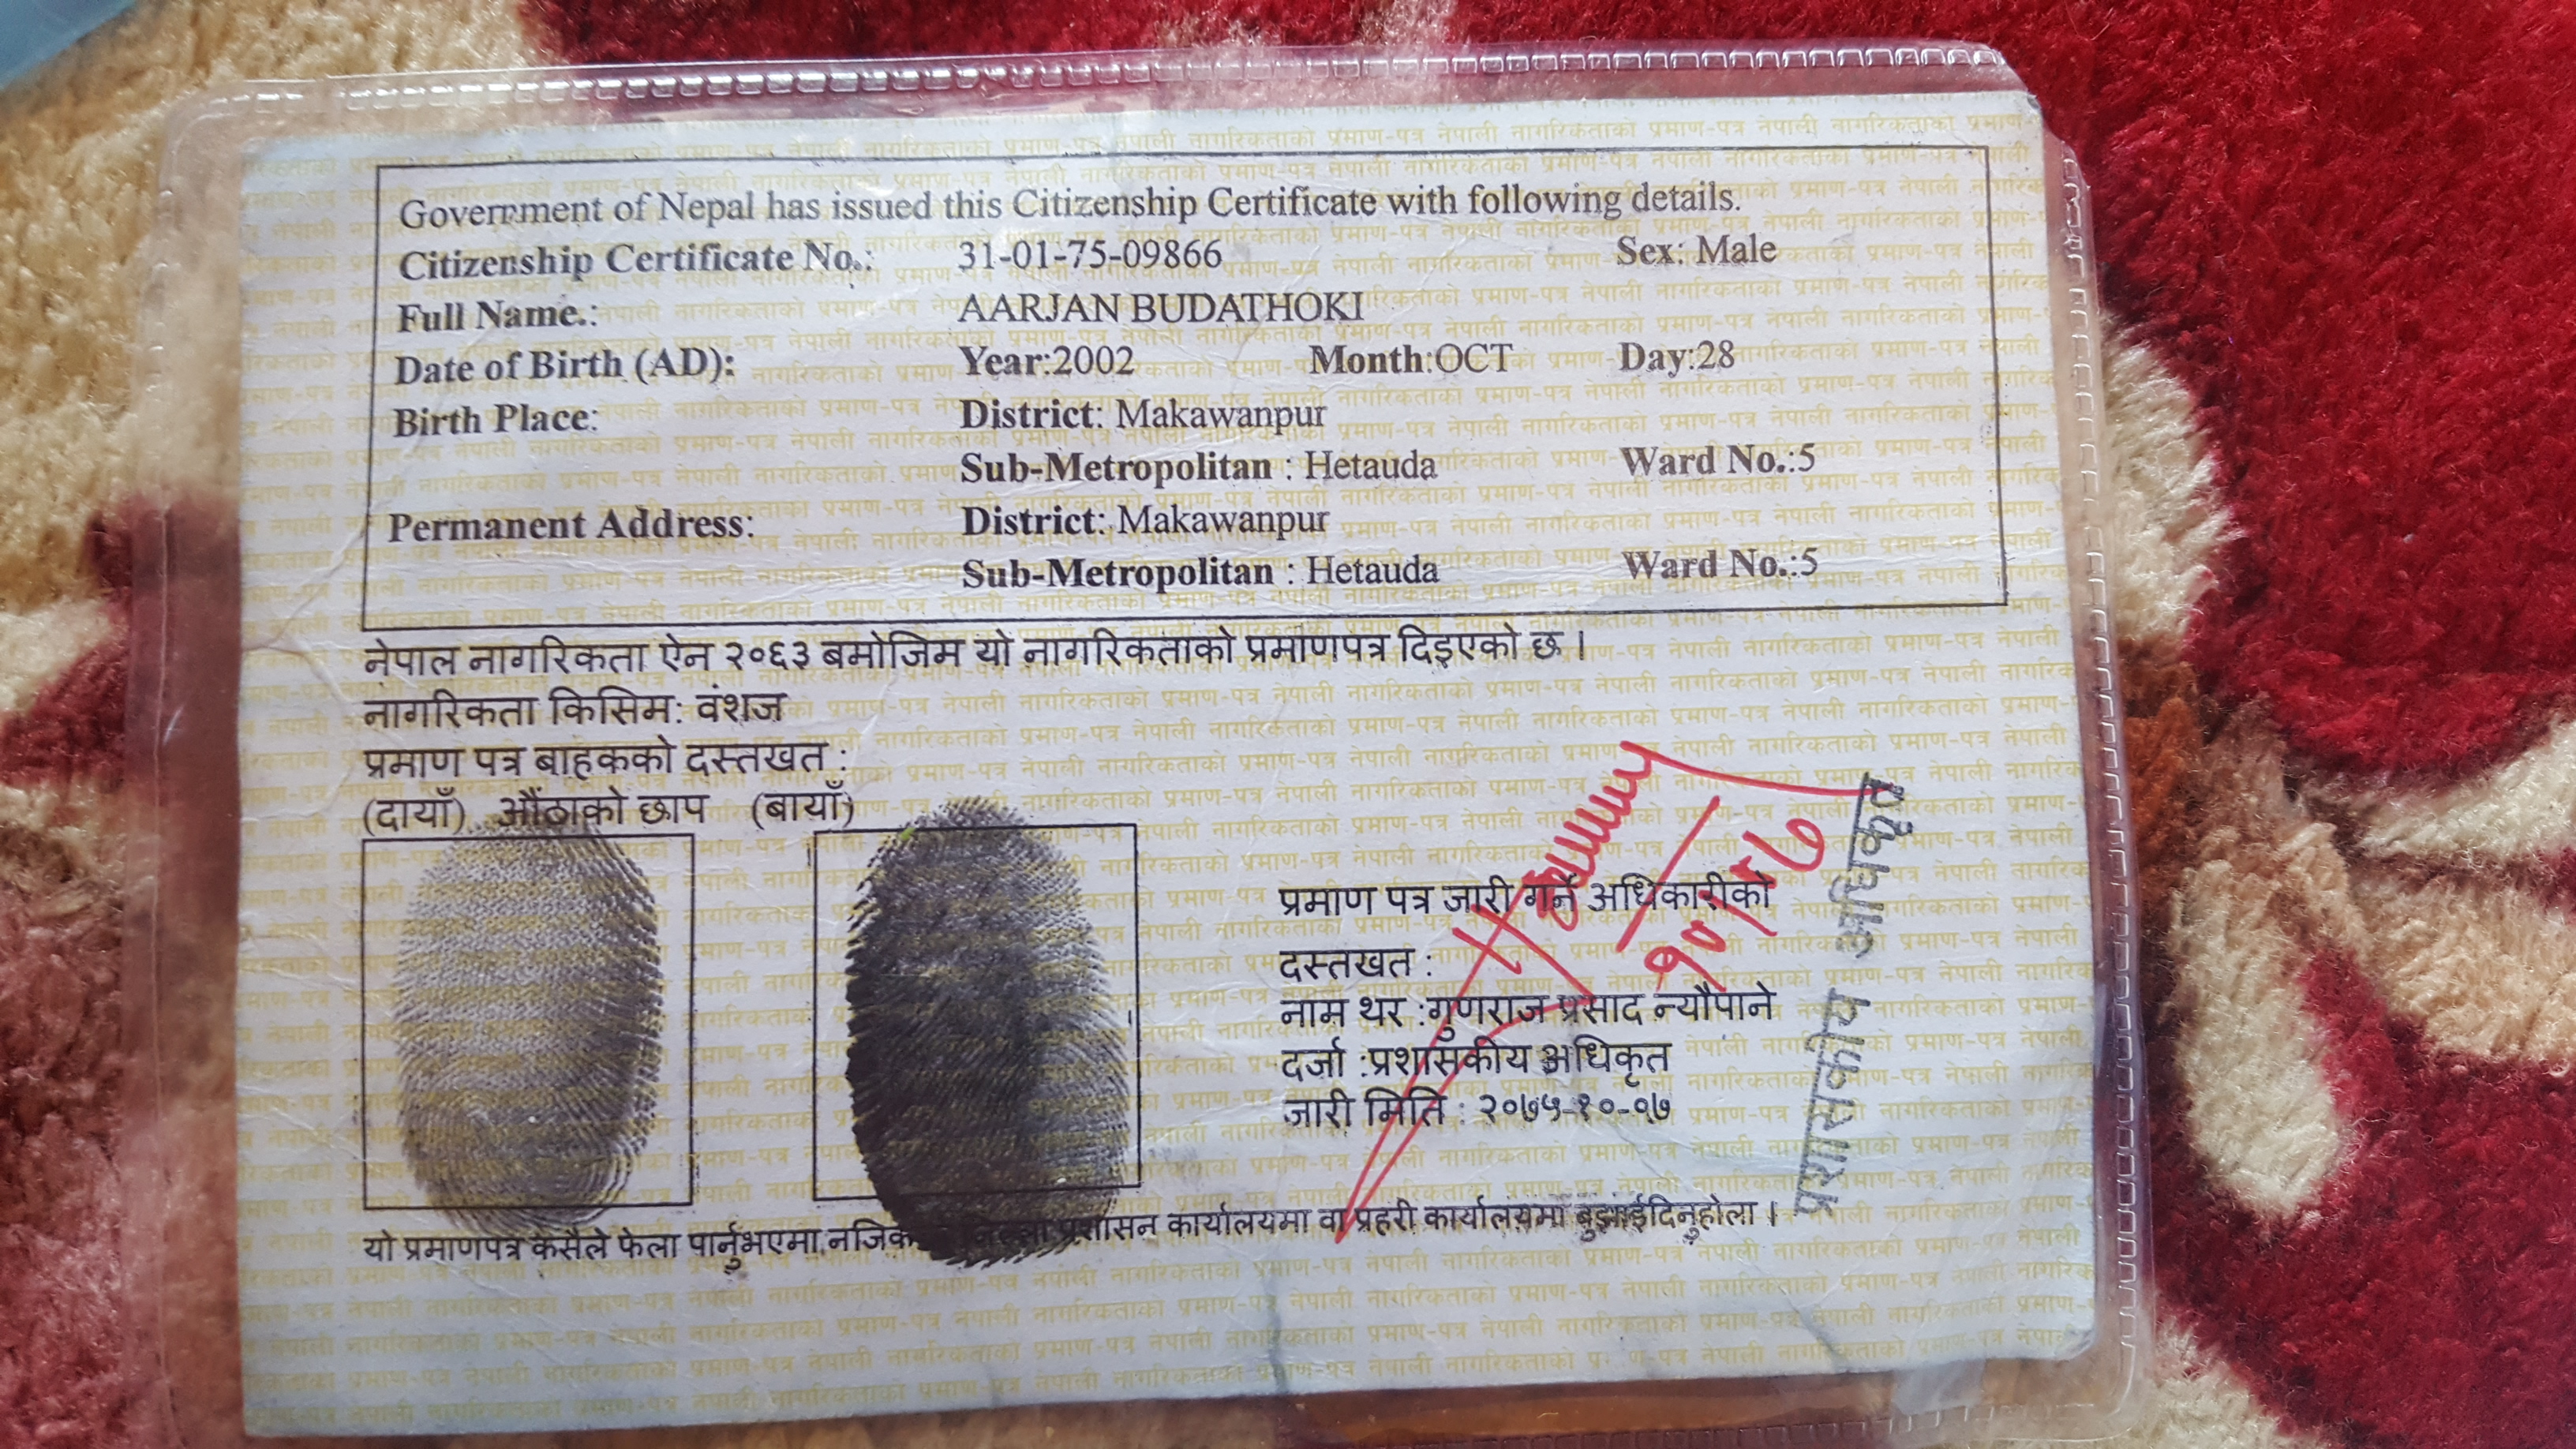 Government of Nepal has issued this Citizenship Certificate with following details.
Citizenship Certificate No.: 31-01-75-09866 Sex: Male
Full Name.: AARJAN BUDATHOKI
Date of Birth (AD): Year:2002 Month:OCT Day:28
Birth Place: District: Makawanpur
Sub-Metropolitan : Hetauda Ward No.:5
Permanent Address: District: Makawanpur
Sub-Metropolitan : Hetauda Ward No.:5
नेपाल नागरिकता ऐन २०६३ बमोजिम यो नागरिकताको प्रमाणपत्र दिइएको छ ।
नागरिकता किसिम: वंशज
प्रमाण पत्र बाहकको दस्तखत :
(दायाँ) औंठाको छाप (बायाँ)
प्रमाण पत्र जारी गर्ने अधिकारीको
दस्तखत :
नाम थर :गुणराज प्रसाद न्यौपाने
दर्जा :प्रशासकीय अधिकृत
जारी मिति : २०७५-१०-१७
प्रशासकीय अधिकृत
यो प्रमाणपत्र कसैले फेला पार्नुभएमा नजिक प्रशासन कार्यालयमा वा प्रहरी कार्यालयमा बुझाईदिनुहोला ।